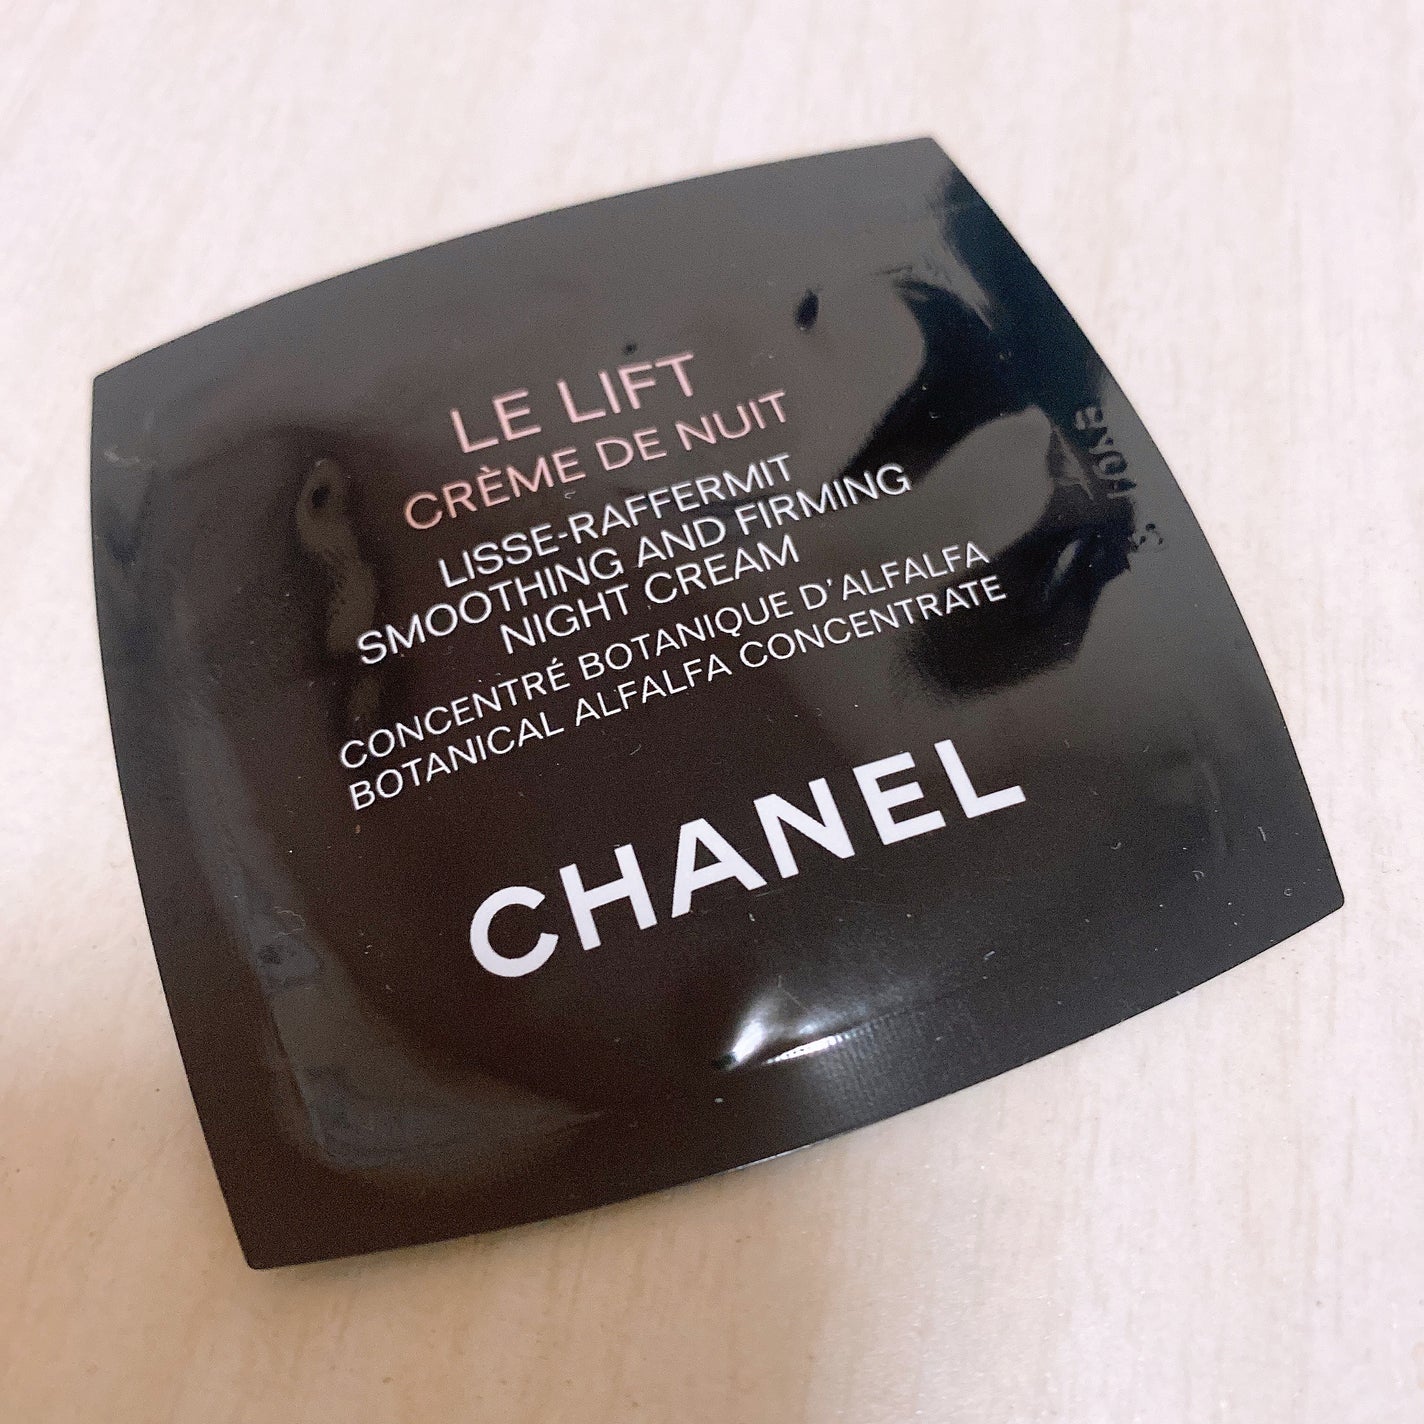 LE LIFT
CRÈME DE NUIT
LISSE-RAFFERMIT
SMOOTHING AND FIRMING
NIGHT CREAM
CONCENTRÉ BOTANIQUE D'ALFALFA
BOTANICAL ALFALFA CONCENTRATE
CHANEL